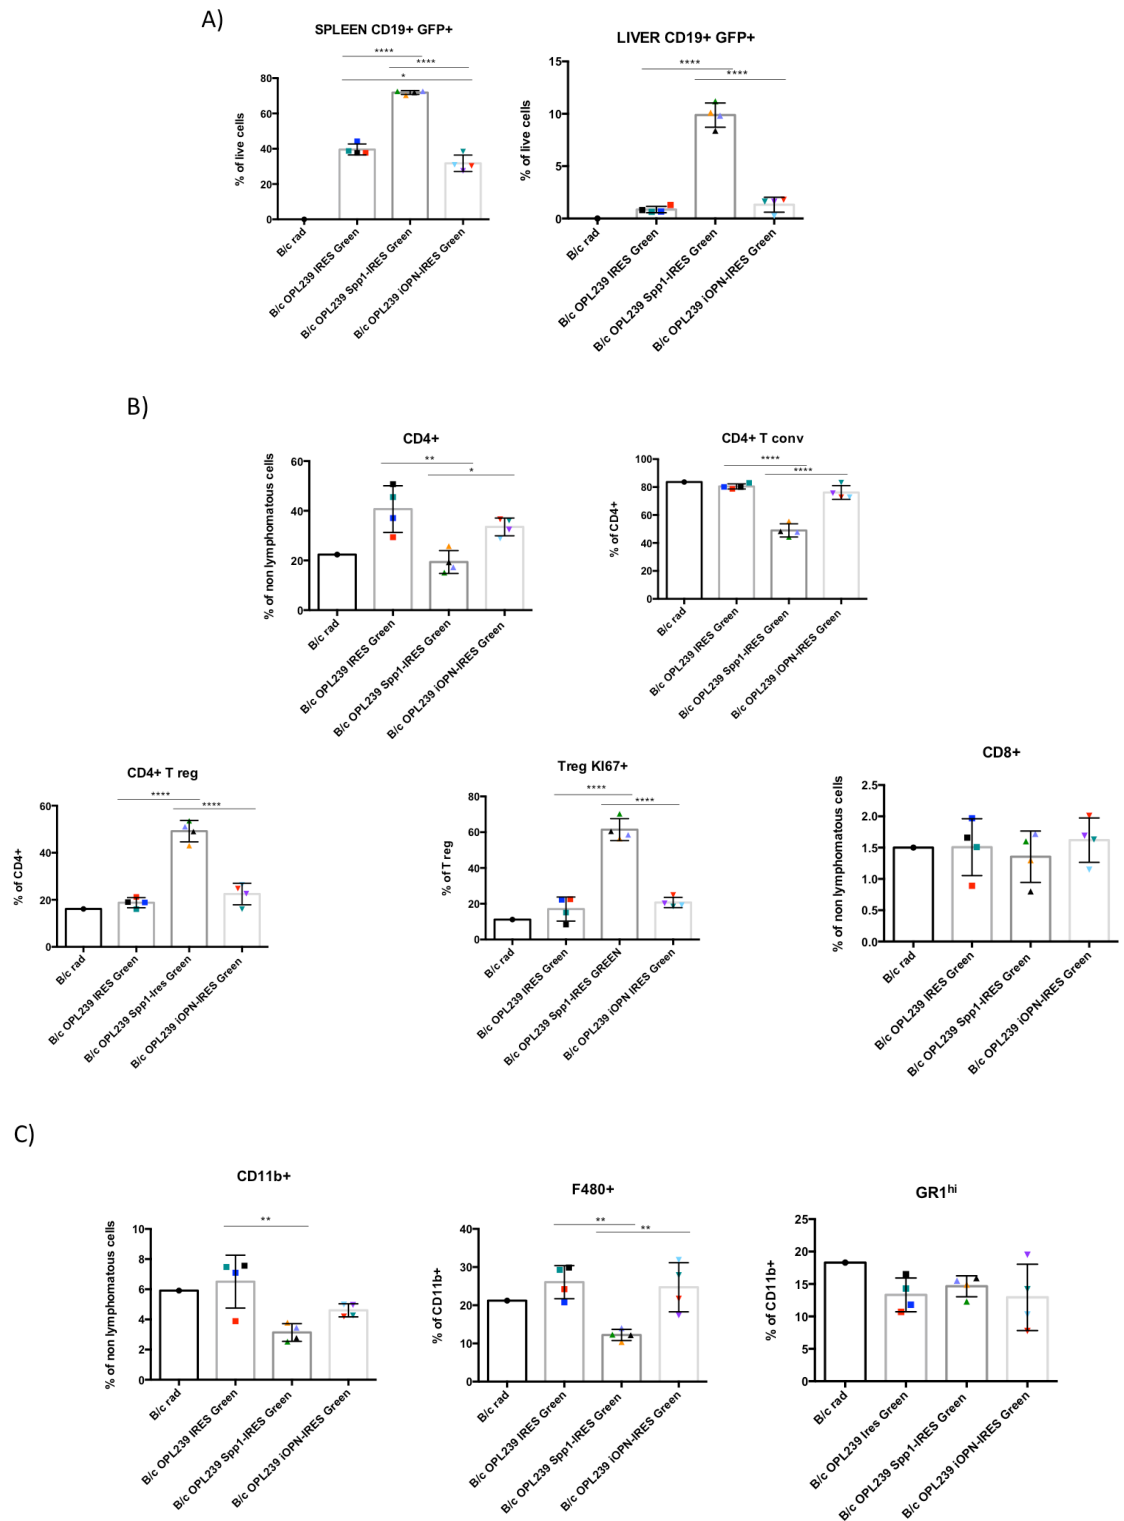 A)
SPLEEN CD19+ GFP+
****
****
*
% of live cells
80
60
40
20
0
B/c rad
B/c OPL239 IRES Green
B/c OPL239 Spp1-IRES Green
B/c OPL239 iOPN-IRES Green
LIVER CD19+ GFP+
****
****
% of live cells
15
10
5
0
B/c rad
B/c OPL239 IRES Green
B/c OPL239 Spp1-IRES Green
B/c OPL239 iOPN-IRES Green
B)
CD4+
**
*
% of non lymphomatous cells
60
40
20
0
B/c rad
B/c OPL239 IRES Green
B/c OPL239 Spp1-IRES Green
B/c OPL239 iOPN-IRES Green
CD4+ T conv
****
****
% of CD4+
100
80
60
40
20
0
B/c rad
B/c OPL239 IRES Green
B/c OPL239 Spp1-IRES Green
B/c OPL239 iOPN-IRES Green
CD4+ T reg
****
****
% of CD4+
60
40
20
0
B/c rad
B/c OPL239 IRES Green
B/c OPL239 Spp1-Ires Green
B/c OPL239 iOPN-IRES Green
Treg KI67+
****
****
% of T reg
80
60
40
20
0
B/c rad
B/c OPL239 IRES Green
B/c OPL239 Spp1-IRES GREEN
B/c OPL239 iOPN IRES Green
CD8+
% of non lymphomatous cells
2.5
2.0
1.5
1.0
0.5
0.0
B/c rad
B/c OPL239 IRES Green
B/c OPL239 Spp1-IRES Green
B/c OPL239 iOPN-IRES Green
C)
CD11b+
**
% of non lymphomatous cells
10
8
6
4
2
0
B/c rad
B/c OPL239 IRES Green
B/c OPL239 Spp1-IRES Green
B/c OPL239 iOPN-IRES Green
F480+
**
**
% of CD11b+
40
30
20
10
0
B/c rad
B/c OPL239 IRES Green
B/c OPL239 Spp1-IRES Green
B/c OPL239 iOPN-IRES Green
GR1hi
% of CD11b+
25
20
15
10
5
0
B/c rad
B/c OPL239 Ires Green
B/c OPL239 Spp1-IRES Green
B/c OPL239 iOPN-IRES Green